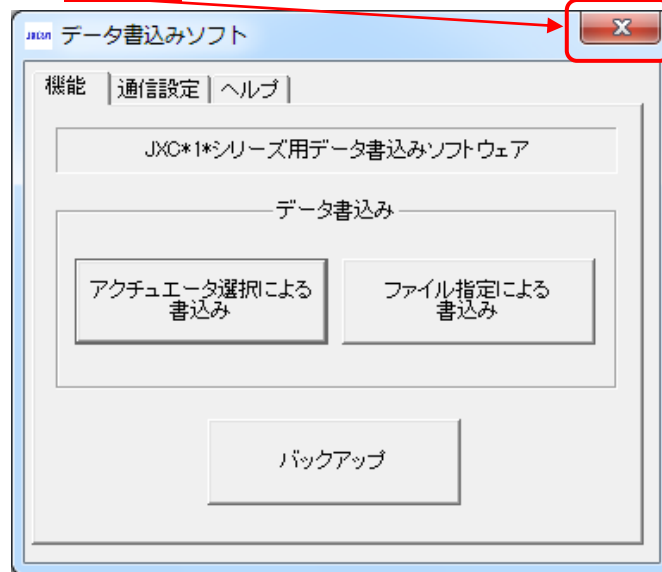 データ書込みソフト
機能 通信設定 ヘルプ
JXC*1*シリーズ用データ書込みソフトウェア
データ書込み
アクチュエータ選択による
書込み
ファイル指定による
書込み
バックアップ